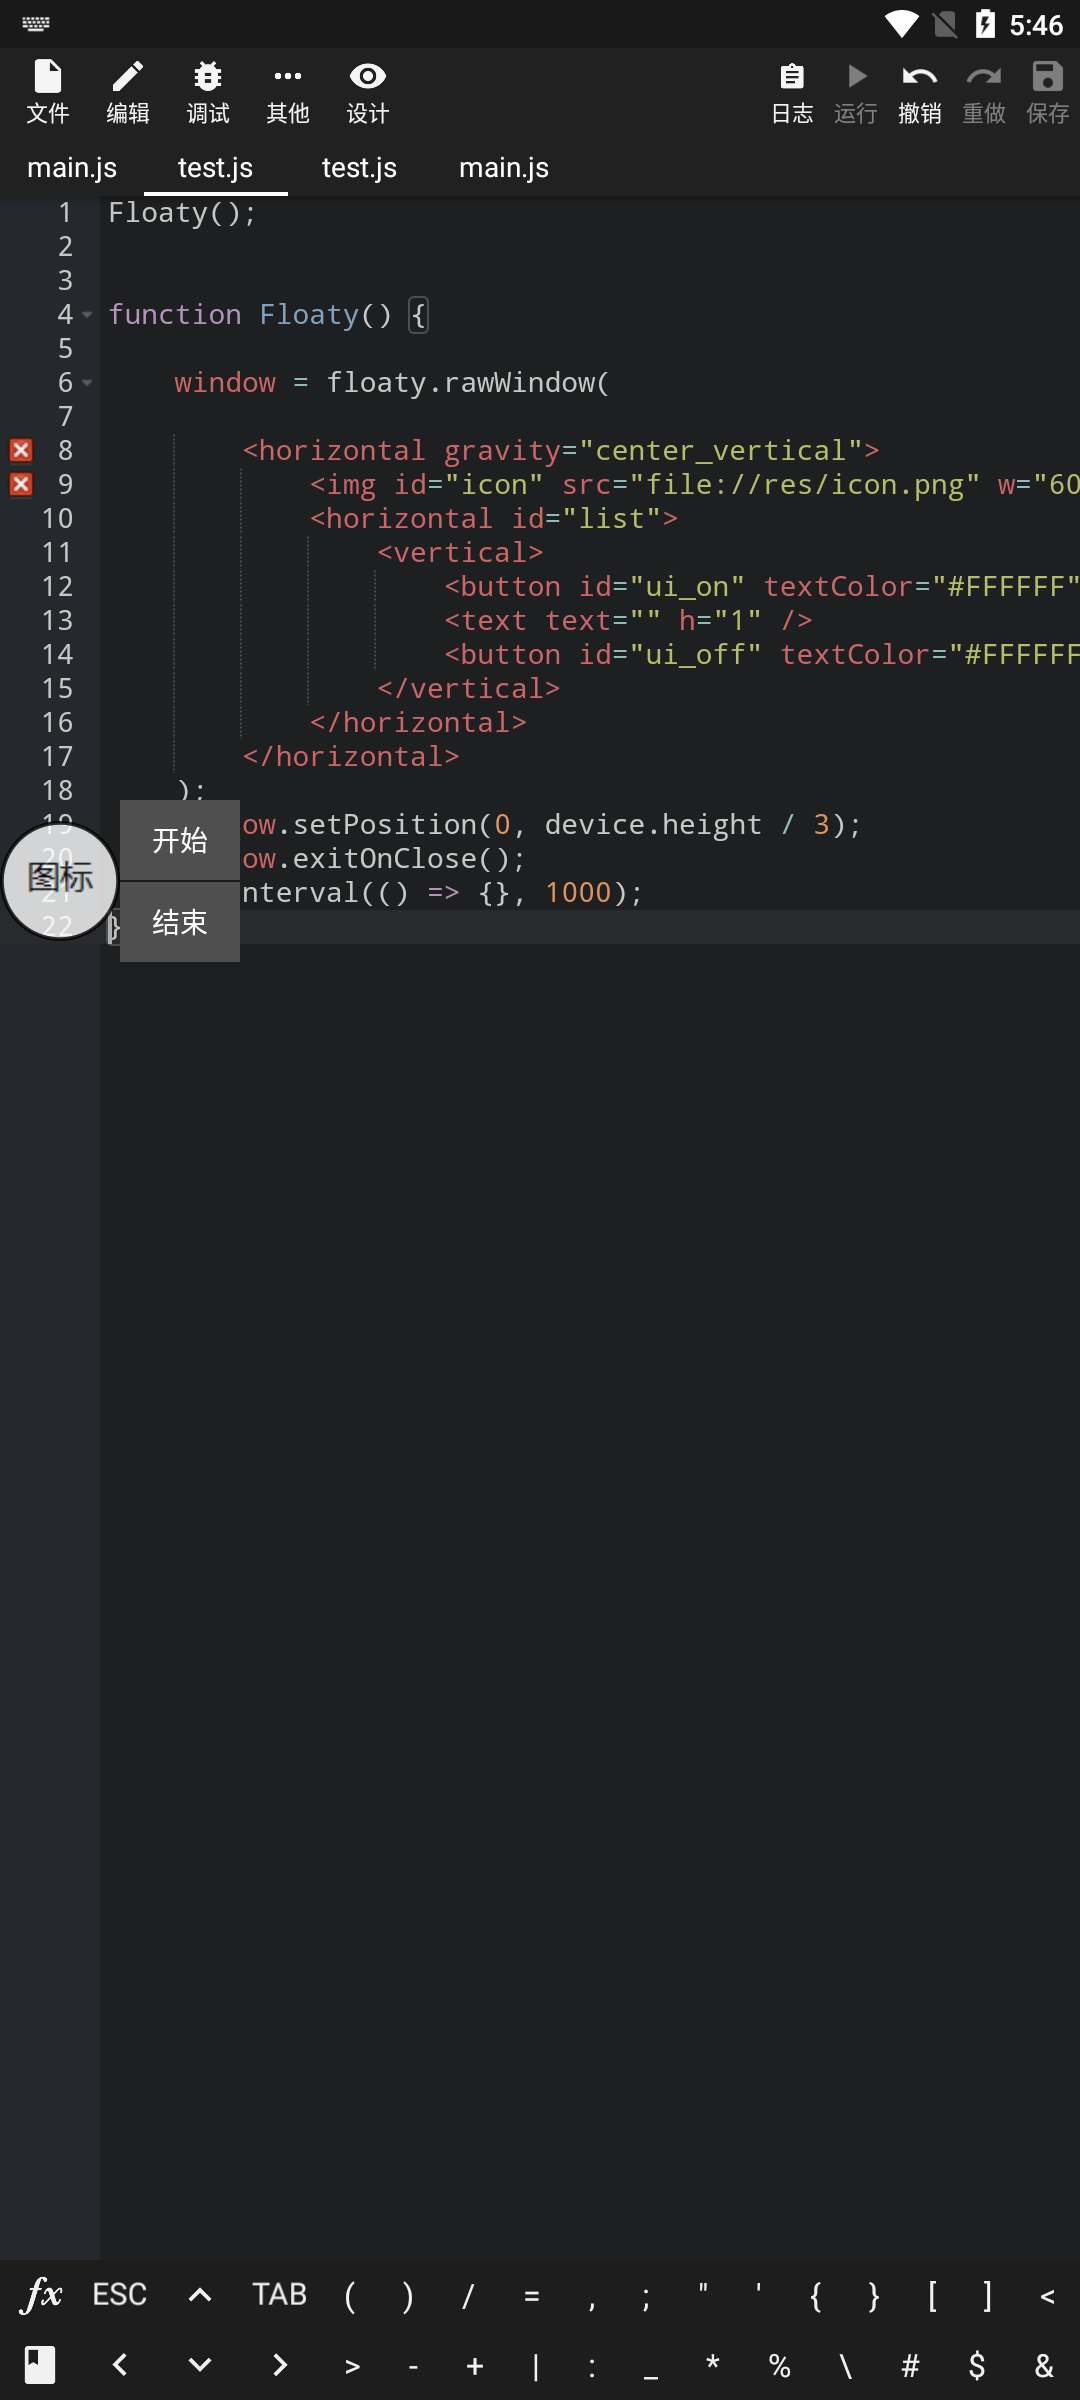 5:46
文件 编辑 调试 其他 设计 日志 运行 撤销 重做 保存
main.js test.js test.js main.js
1 Floaty();
2
3
4 function Floaty() {
5
6 window = floaty.rawWindow(
7
8 <horizontal gravity="center_vertical">
9 <img id="icon" src="file://res/icon.png" w="60
10 <horizontal id="list">
11 <vertical>
12 <button id="ui_on" textColor="#FFFFFF"
13 <text text="" h="1" />
14 <button id="ui_off" textColor="#FFFFFF
15 </vertical>
16 </horizontal>
17 </horizontal>
18 );
19 ow.setPosition(0, device.height / 3);
20 ow.exitOnClose();
21 nterval(() => {}, 1000);
22 }
图标
开始
结束
fx ESC TAB ( ) / = , ; " ' { } [ ] <
> - + | : _ * % \ # $ &